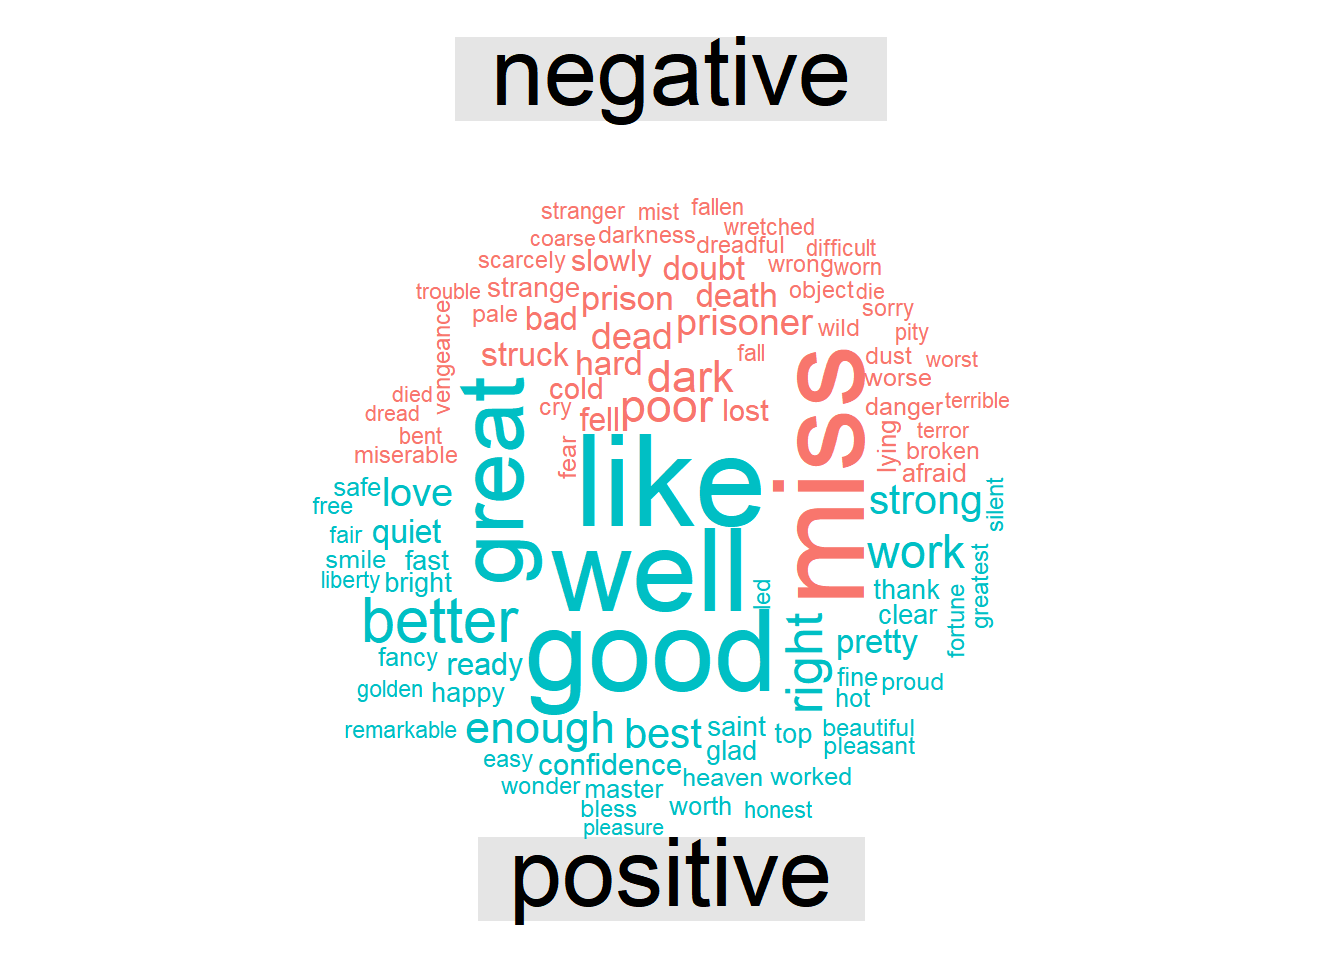 negative
stranger mist fallen
coarse darkness wretched
scarcely slowly doubt dreadful difficult
wrong worn
trouble strange prison death object die
pale bad dead prisoner wild sorry
vengeance pity
struck hard fall dust worst
cold dark worse
died cry poor lost danger terrible
dread fell
bent fear lying terror
miserable broken
afraid
great like miss
safe love strong silent
free
fair quiet well work
smile fast
liberty bright led thank greatest
better good right clear fortune
fancy ready pretty
golden happy fine proud
hot
remarkable enough best saint top beautiful
glad pleasant
easy confidence heaven worked
wonder master
bless worth honest
pleasure
positive